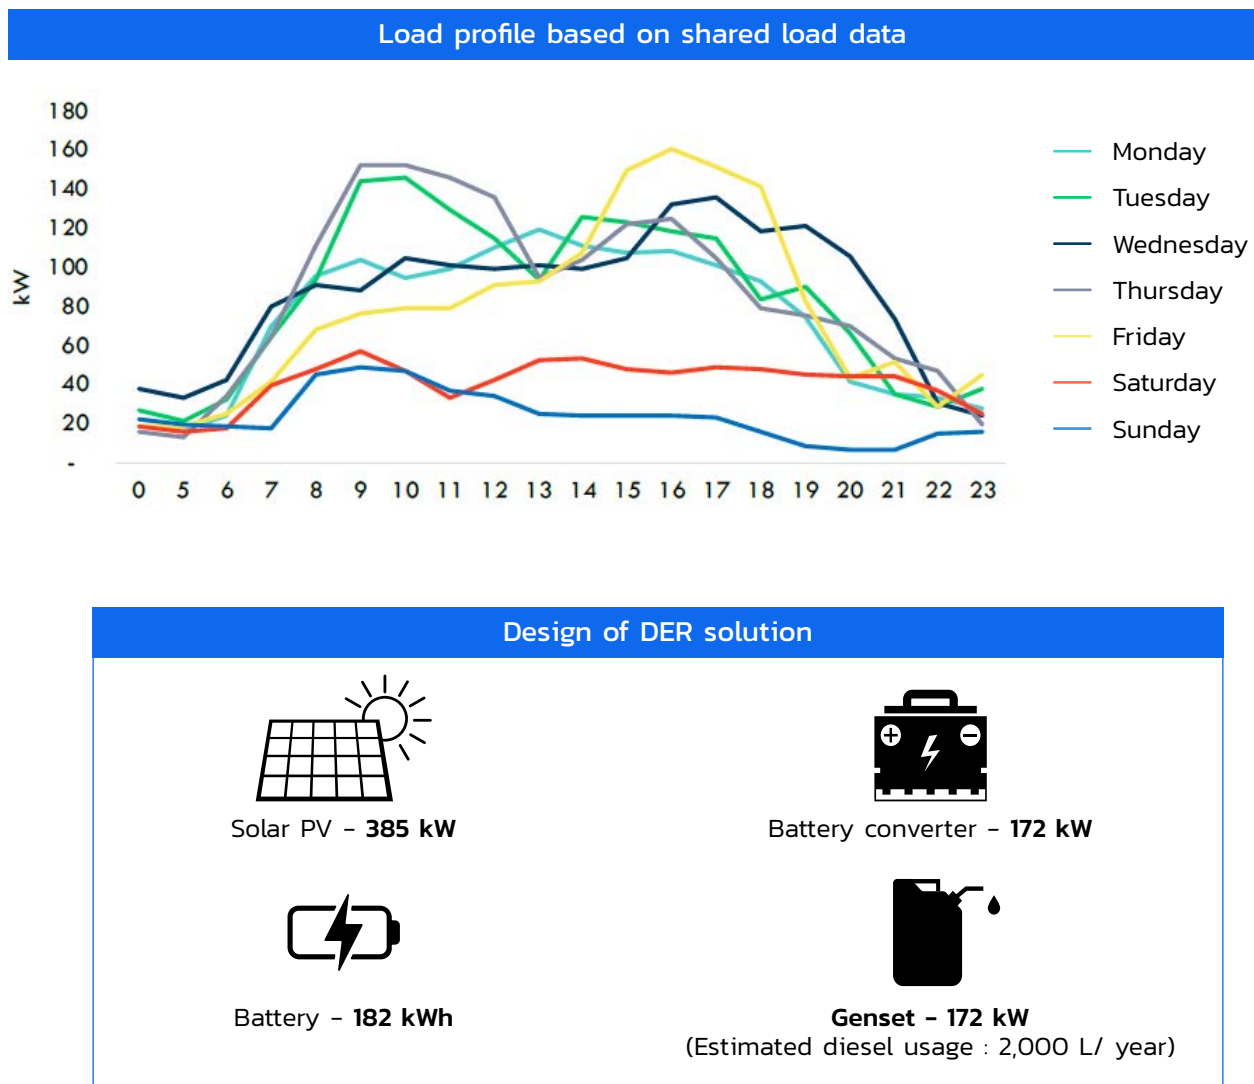 Load profile based on shared load data
180
160
140
120
100
80
60
40
20
-
kW
0 5 6 7 8 9 10 11 12 13 14 15 16 17 18 19 20 21 22 23
Monday
Tuesday
Wednesday
Thursday
Friday
Saturday
Sunday
Design of DER solution
Solar PV - 385 kW
Battery converter - 172 kW
Battery - 182 kWh
Genset - 172 kW
(Estimated diesel usage : 2,000 L/ year)